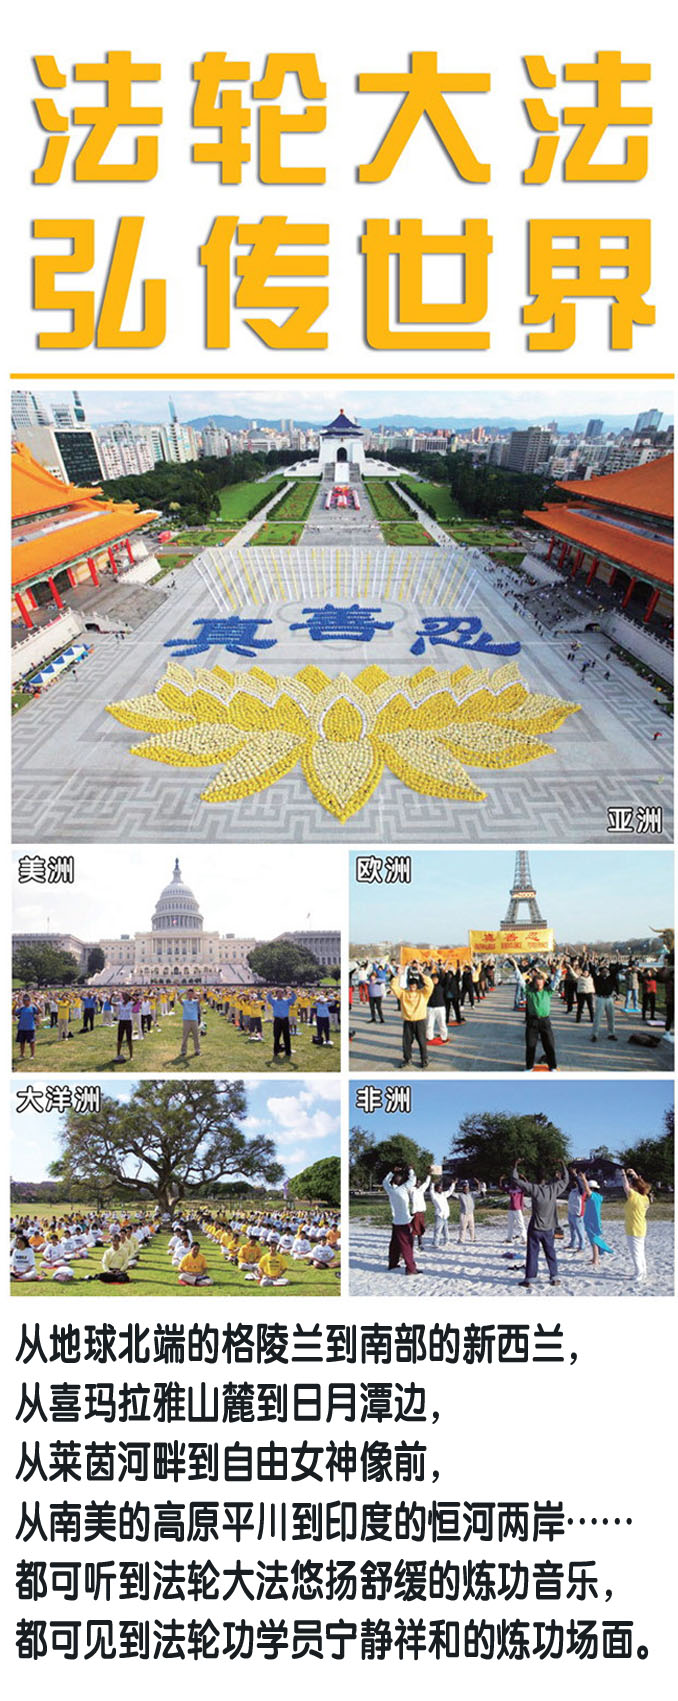 法轮大法
弘传世界
真善忍
亚洲
美洲
欧洲
真善忍
大洋洲
非洲
从地球北端的格陵兰到南部的新西兰，
从喜玛拉雅山麓到日月潭边，
从莱茵河畔到自由女神像前，
从南美的高原平川到印度的恒河两岸……
都可听到法轮大法悠扬舒缓的炼功音乐，
都可见到法轮功学员宁静祥和的炼功场面。